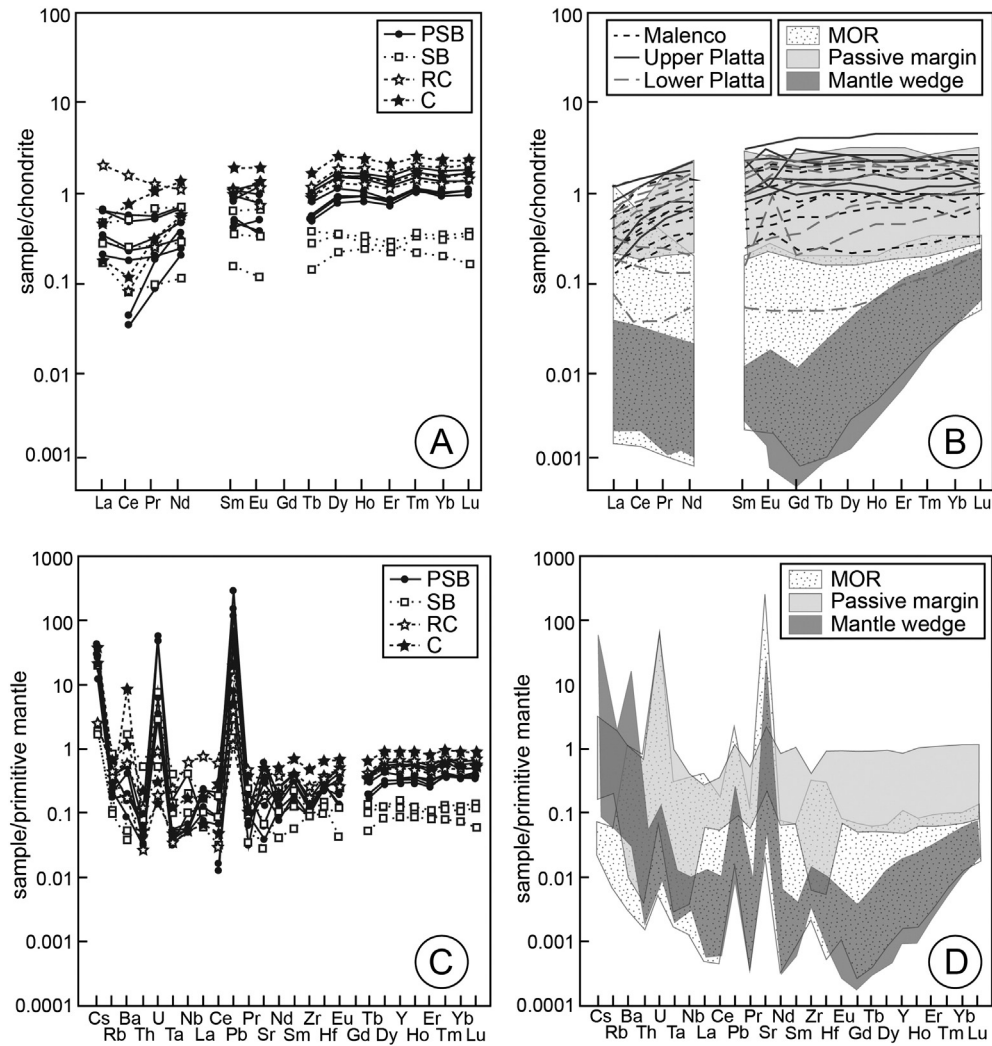 100
10
1
0.1
0.01
0.001
sample/chondrite
PSB
SB
RC
C
A
La Ce Pr Nd Sm Eu Gd Tb Dy Ho Er Tm Yb Lu
100
10
1
0.1
0.01
0.001
sample/chondrite
Malenco
Upper Platta
Lower Platta
MOR
Passive margin
Mantle wedge
B
La Ce Pr Nd Sm Eu Gd Tb Dy Ho Er Tm Yb Lu
1000
100
10
1
0.1
0.01
0.001
0.0001
sample/primitive mantle
PSB
SB
RC
C
C
Cs Ba U Nb Ce Pr Nd Zr Eu Tb Y Er Yb
Rb Th Ta La Pb Sr Sm Hf Gd Dy Ho Tm Lu
1000
100
10
1
0.1
0.01
0.001
0.0001
sample/primitive mantle
MOR
Passive margin
Mantle wedge
D
Cs Ba U Nb Ce Pr Nd Zr Eu Tb Y Er Yb
Rb Th Ta La Pb Sr Sm Hf Gd Dy Ho Tm Lu